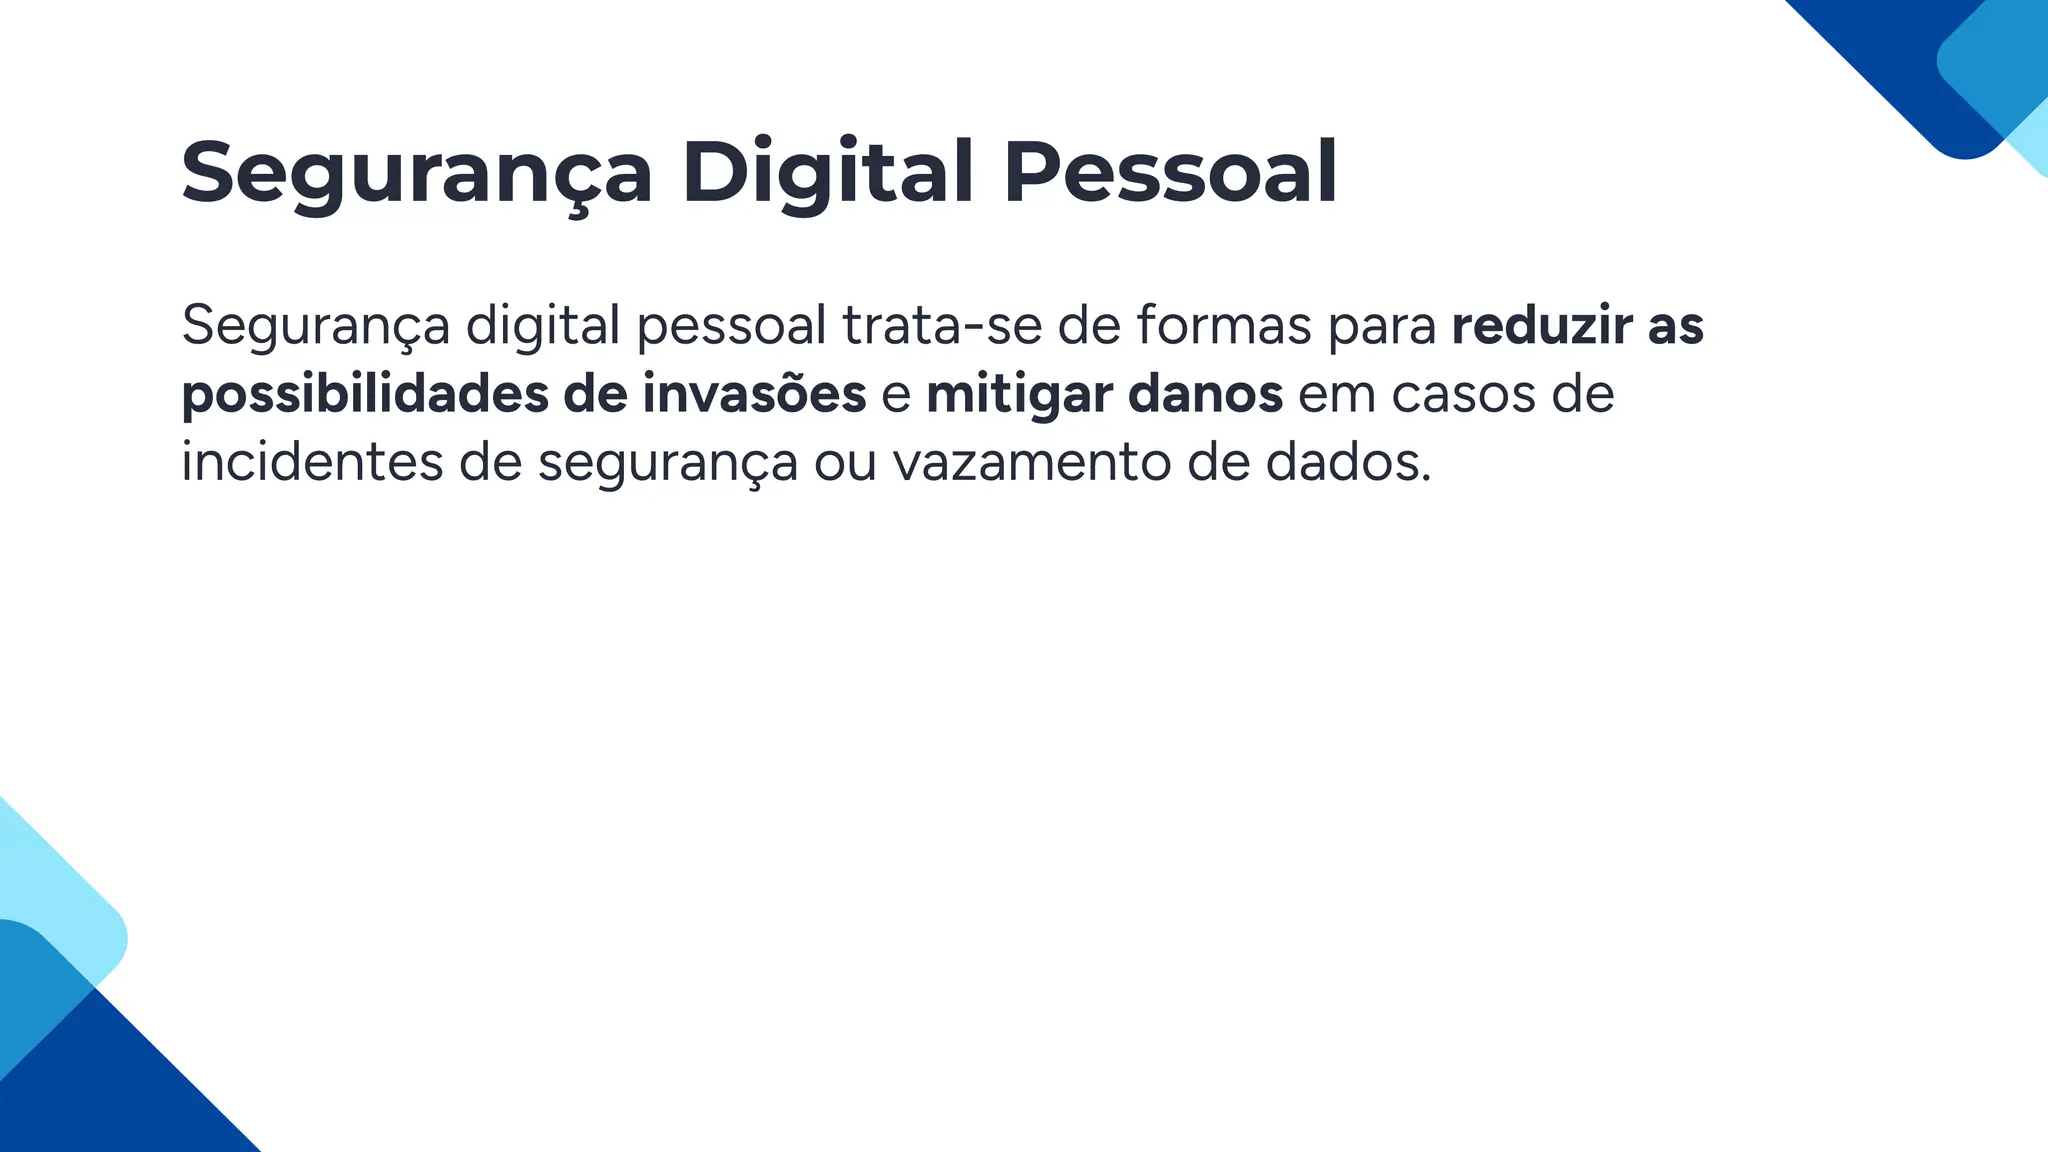 Segurança Digital Pessoal
Segurança digital pessoal trata-se de formas para reduzir as
possibilidades de invasões e mitigar danos em casos de
incidentes de segurança ou vazamento de dados.